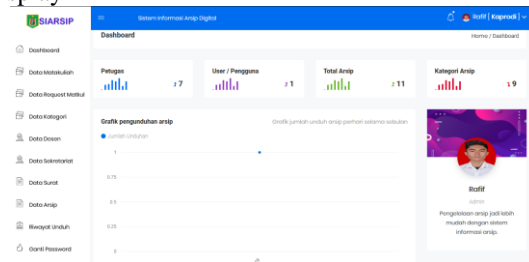 SIARSIP
Sistem Informasi Arsip Digital
Rafif [ Kaprodi ]
Dashboard
Home / Dashboard
Dashboard
Data Matakuliah
Data Request Matkul
Data Kategori
Data Dosen
Data Sekretariat
Data Surat
Data Arsip
Riwayat Unduh
Ganti Password
Petugas
7
User / Pengguna
1
Total Arsip
11
Kategori Arsip
9
Grafik pengunduhan arsip
Grafik jumlah unduh arsip perhari selama sebulan
Jumlah Unduhan
1
0.75
0.5
0.25
0
Rafif
Admin
Pengelolaan arsip jadi lebih
mudah dengan sistem
informasi arsip.